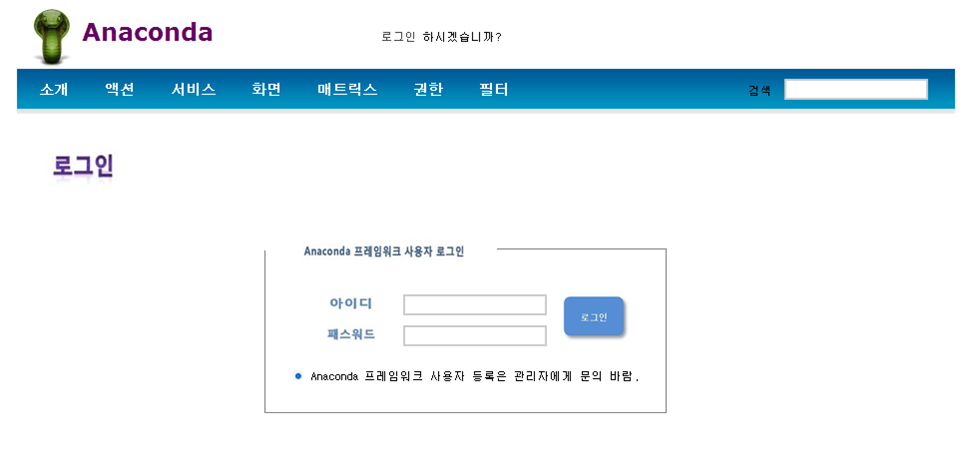 Anaconda
로그인 하시겠습니까?
소개 액션 서비스 화면 매트릭스 권한 필터 검색
로그인
Anaconda 프레임워크 사용자 로그인
아이디
로그인
패스워드
Anaconda 프레임워크 사용자 등록은 관리자에게 문의 바람.